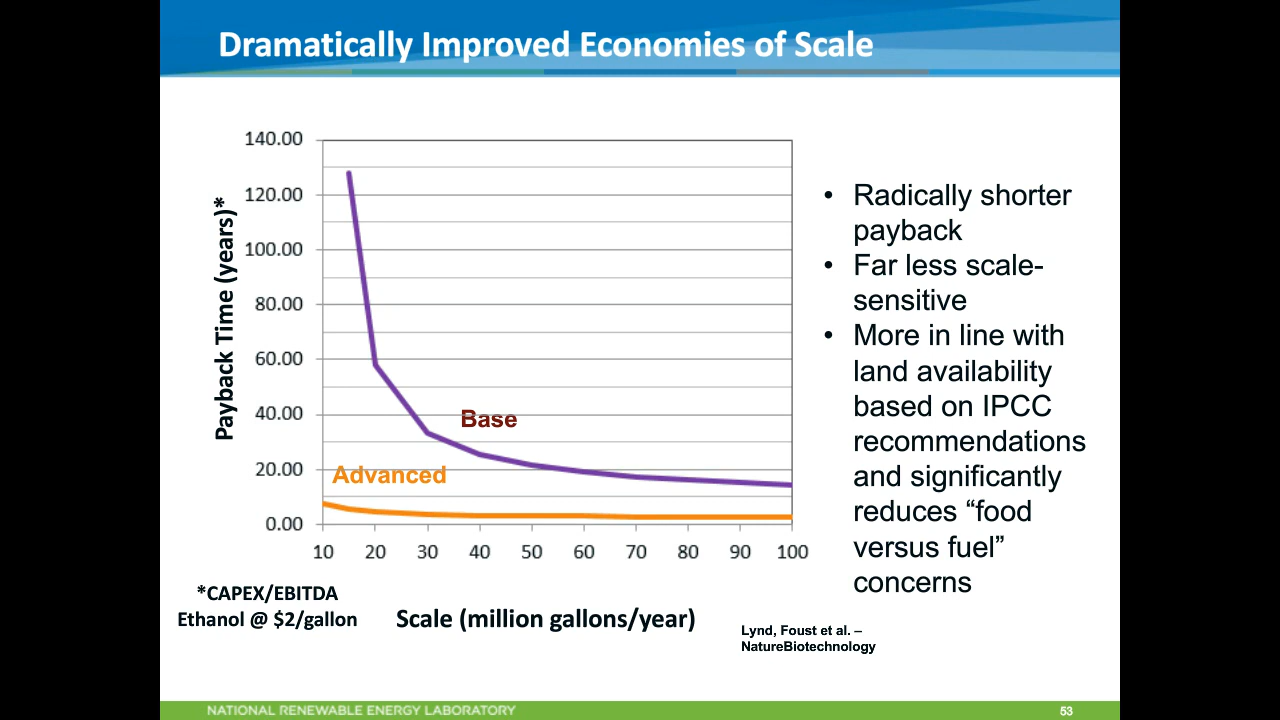 Dramatically Improved Economies of Scale
140.00
120.00
100.00
80.00
60.00
40.00
20.00
0.00
Payback Time (years)*
Base
Advanced
10 20 30 40 50 60 70 80 90 100
*CAPEX/EBITDA
Ethanol @ $2/gallon
Scale (million gallons/year)
• Radically shorter
payback
• Far less scale-
sensitive
• More in line with
land availability
based on IPCC
recommendations
and significantly
reduces “food
versus fuel”
concerns
Lynd, Foust et al. –
NatureBiotechnology
NATIONAL RENEWABLE ENERGY LABORATORY
53